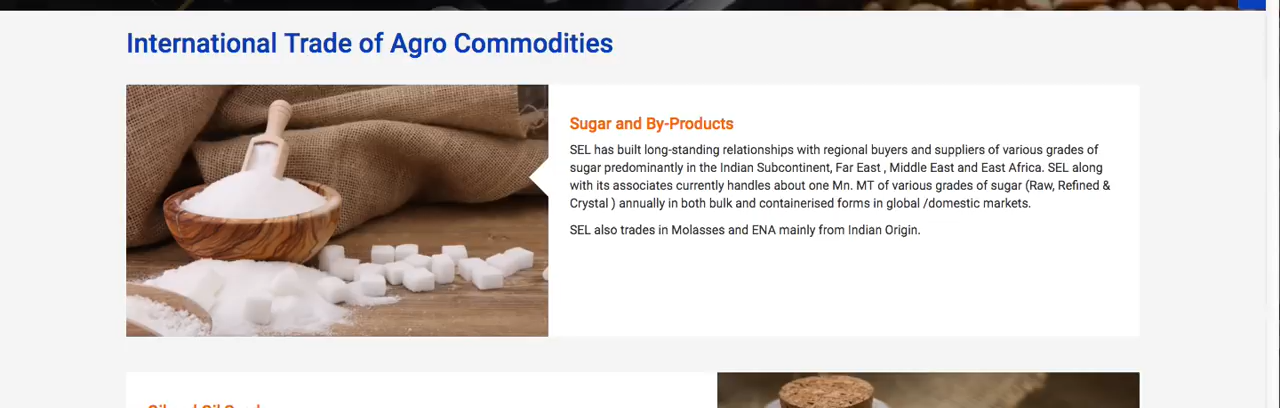 International Trade of Agro Commodities
Sugar and By-Products
SEL has built long-standing relationships with regional buyers and suppliers of various grades of
sugar predominantly in the Indian Subcontinent, Far East , Middle East and East Africa. SEL along
with its associates currently handles about one Mn. MT of various grades of sugar (Raw, Refined &
Crystal ) annually in both bulk and containerised forms in global /domestic markets.
SEL also trades in Molasses and ENA mainly from Indian Origin.